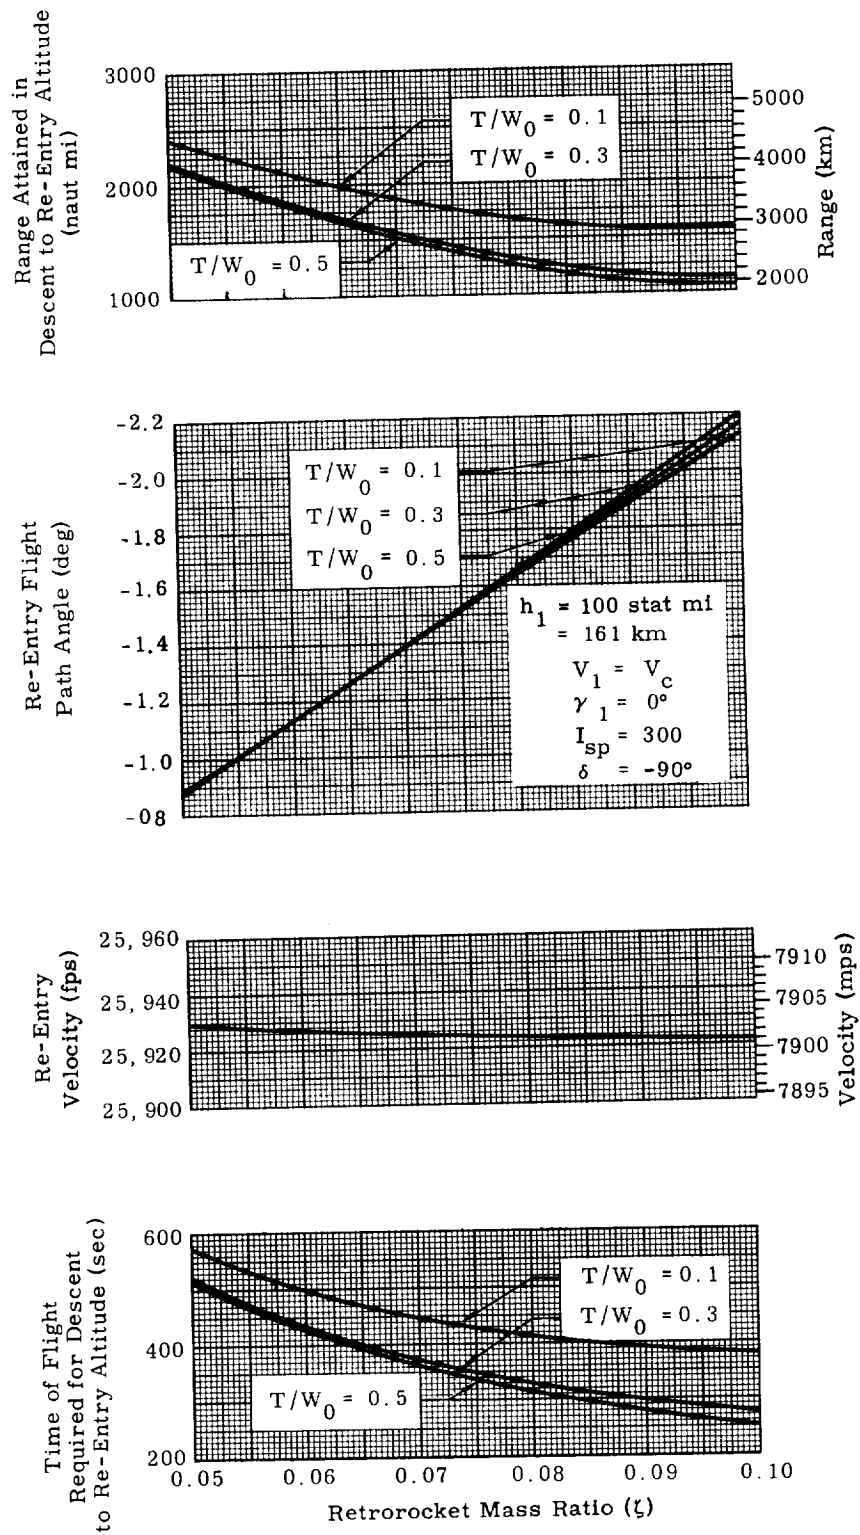 Range Attained in
Descent to Re-Entry Altitude
(naut mi)
3000
2000
1000
T/W0 = 0.1
T/W0 = 0.3
T/W0 = 0.5
5000
4000
3000
2000
Range (km)
Re-Entry Flight
Path Angle (deg)
-2.2
-2.0
-1.8
-1.6
-1.4
-1.2
-1.0
-08
T/W0 = 0.1
T/W0 = 0.3
T/W0 = 0.5
h1 = 100 stat mi
= 161 km
V1 = Vc
γ1 = 0°
Isp = 300
δ = -90°
Re-Entry
Velocity (fps)
25,960
25,940
25,920
25,900
7910
7905
7900
7895
Velocity (mps)
Time of Flight
Required for Descent
to Re-Entry Altitude (sec)
600
400
200
T/W0 = 0.1
T/W0 = 0.3
T/W0 = 0.5
0.05 0.06 0.07 0.08 0.09 0.10
Retrorocket Mass Ratio (ζ)